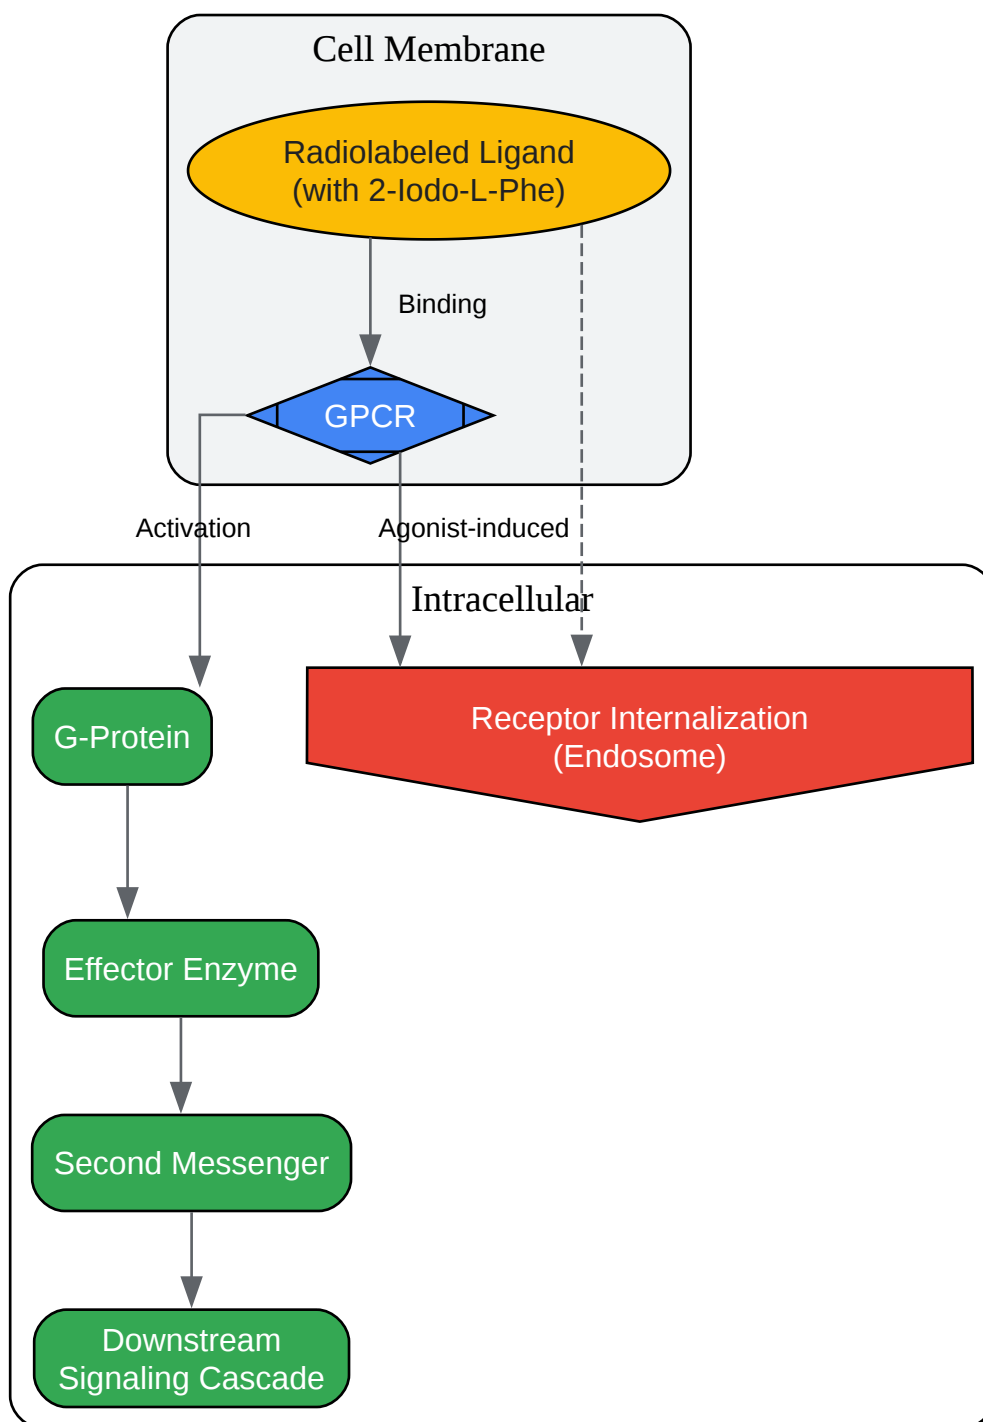 Cell Membrane
Radiolabeled Ligand
(with 2-Iodo-L-Phe)
Binding
GPCR
Activation
Agonist-induced
Intracellular
G-Protein
Receptor Internalization
(Endosome)
Effector Enzyme
Second Messenger
Downstream
Signaling Cascade